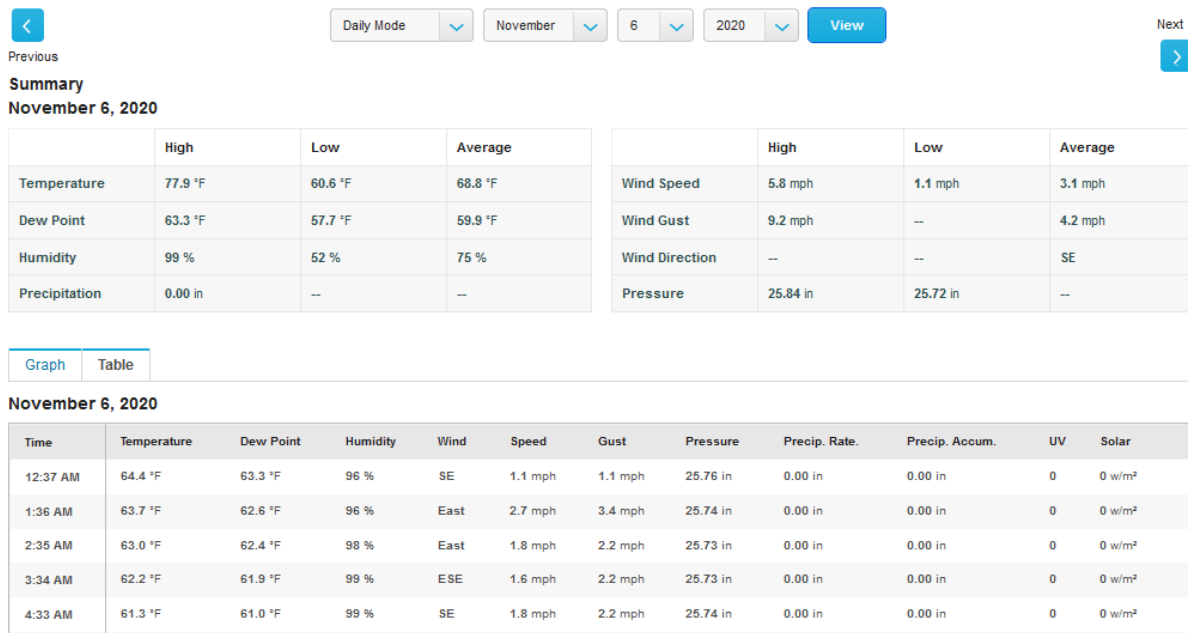 Daily Mode November 6 2020 View Next
Previous
Summary
November 6, 2020
High Low Average
Temperature 77.9 °F 60.6 °F 68.8 °F
Dew Point 63.3 °F 57.7 °F 59.9 °F
Humidity 99 % 52 % 75 %
Precipitation 0.00 in -- --
High Low Average
Wind Speed 5.8 mph 1.1 mph 3.1 mph
Wind Gust 9.2 mph -- 4.2 mph
Wind Direction -- -- SE
Pressure 25.84 in 25.72 in --
Graph Table
November 6, 2020
Time Temperature Dew Point Humidity Wind Speed Gust Pressure Precip. Rate. Precip. Accum. UV Solar
12:37 AM 64.4 °F 63.3 °F 96 % SE 1.1 mph 1.1 mph 25.76 in 0.00 in 0.00 in 0 0 w/m²
1:36 AM 63.7 °F 62.6 °F 96 % East 2.7 mph 3.4 mph 25.74 in 0.00 in 0.00 in 0 0 w/m²
2:35 AM 63.0 °F 62.4 °F 98 % East 1.8 mph 2.2 mph 25.73 in 0.00 in 0.00 in 0 0 w/m²
3:34 AM 62.2 °F 61.9 °F 99 % ESE 1.6 mph 2.2 mph 25.73 in 0.00 in 0.00 in 0 0 w/m²
4:33 AM 61.3 °F 61.0 °F 99 % SE 1.8 mph 2.2 mph 25.74 in 0.00 in 0.00 in 0 0 w/m²